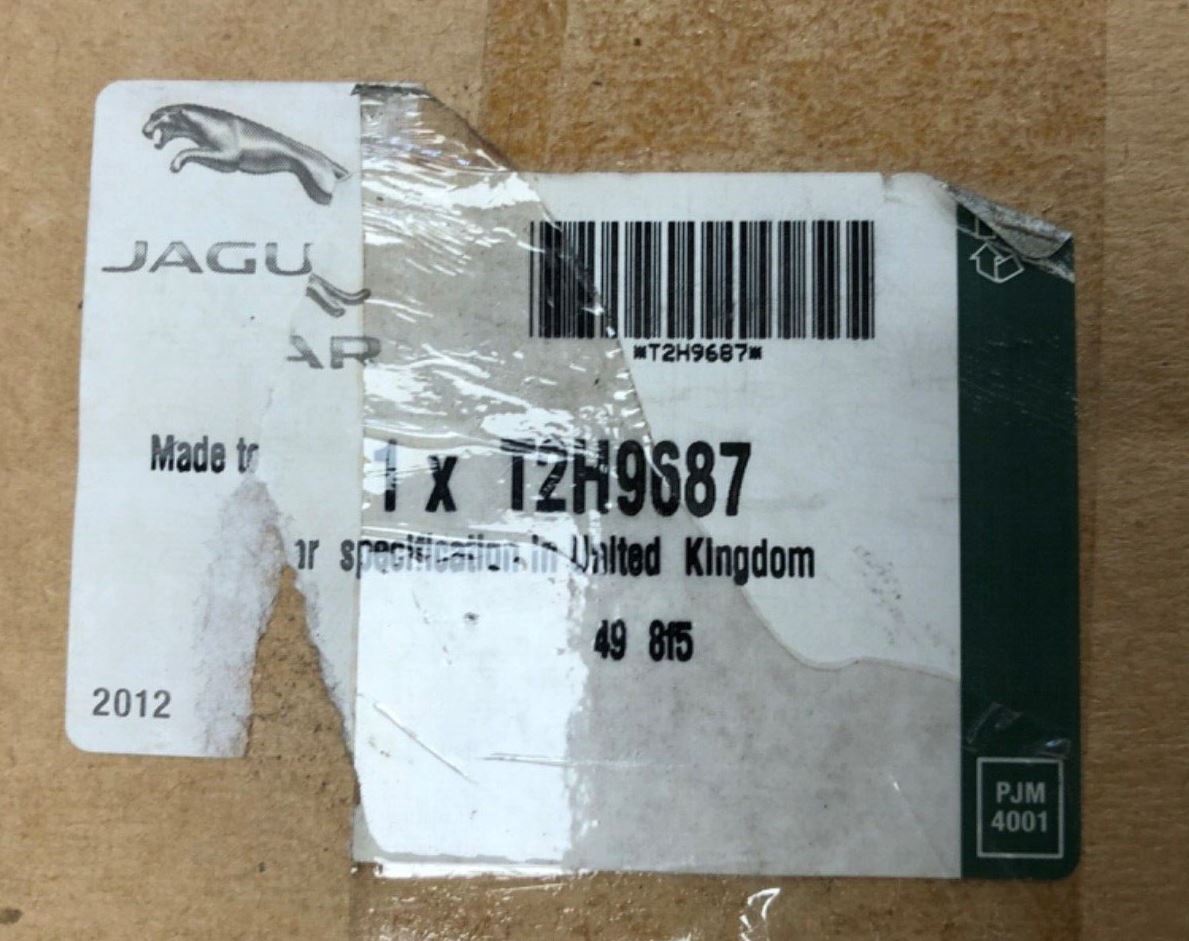 JAGU
AR
*T2H9687*
Made to
1 x T2H9687
specification in United Kingdom
49 8f5
2012
PJM
4001